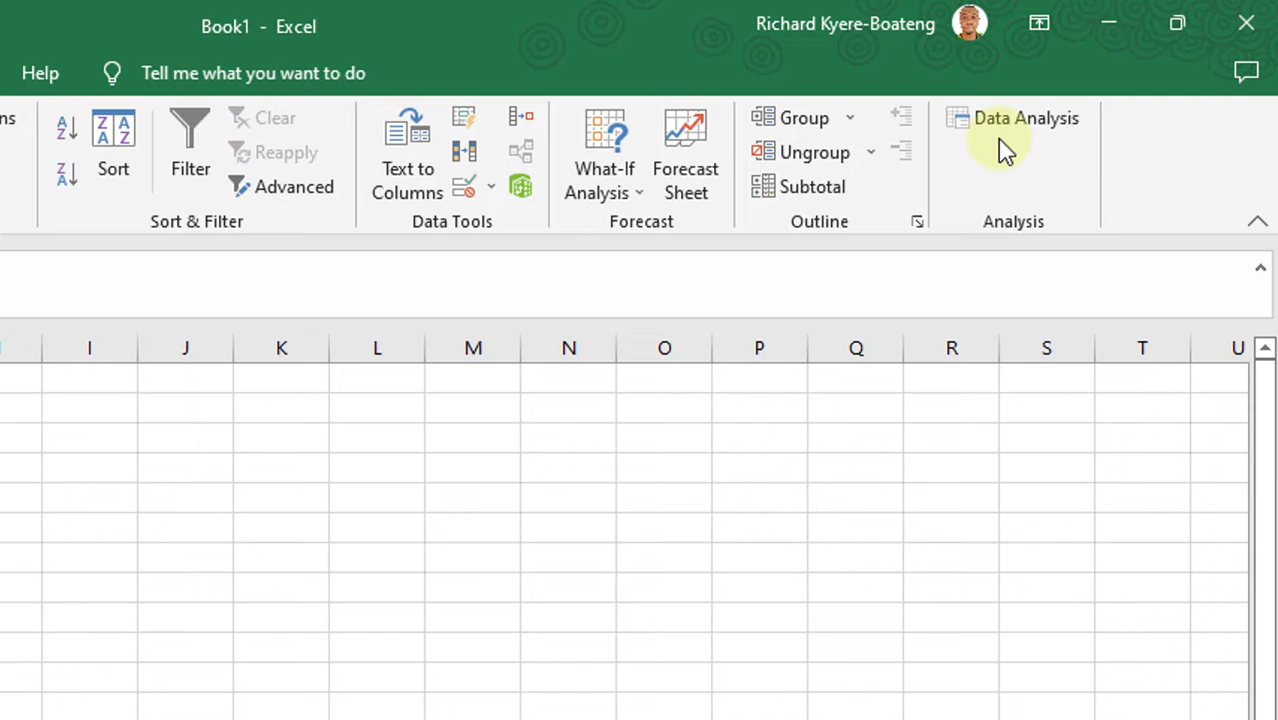 Book1 - Excel
Richard Kyere-Boateng
Help
Tell me what you want to do
ns
Sort
Filter
Clear
Reapply
Advanced
Sort & Filter
Text to
Columns
Data Tools
What-If
Analysis
Forecast
Sheet
Forecast
Group
Ungroup
Subtotal
Outline
Data Analysis
Analysis
I J K L M N O P Q R S T U